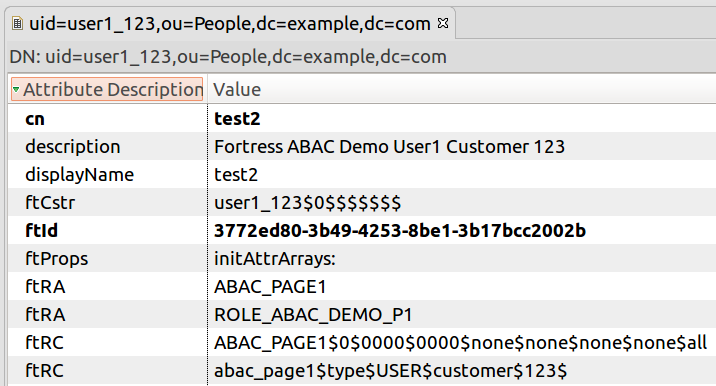 uid=user1_123,ou=People,dc=example,dc=com
DN: uid=user1_123,ou=People,dc=example,dc=com
Attribute Description Value
cn test2
description Fortress ABAC Demo User1 Customer 123
displayName test2
ftCstr user1_123$0$$$$$$$
ftId 3772ed80-3b49-4253-8be1-3b17bcc2002b
ftProps initAttrArrays:
ftRA ABAC_PAGE1
ftRA ROLE_ABAC_DEMO_P1
ftRC ABAC_PAGE1$0$0000$0000$none$none$none$none$all
ftRC abac_page1$type$USER$customer$123$